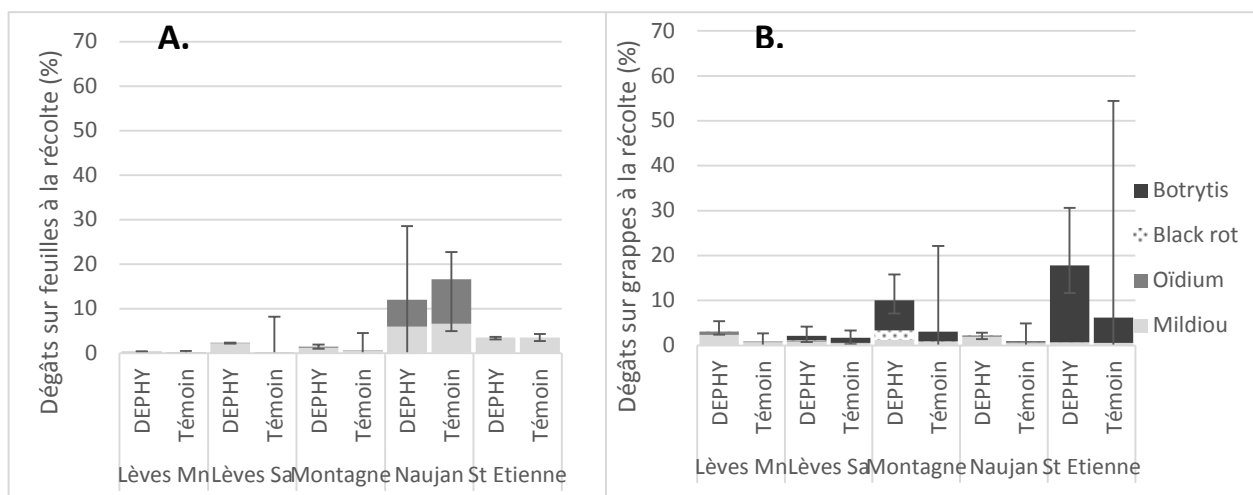 A.
Dégâts sur feuilles à la récolte (%)
70
60
50
40
30
20
10
0
DEPHY
Témoin
DEPHY
Témoin
DEPHY
Témoin
DEPHY
Témoin
DEPHY
Témoin
Lèves Mn
Lèves Sa
Montagne
Naujan
St Etienne
B.
Dégâts sur grappes à la récolte (%)
70
60
50
40
30
20
10
0
DEPHY
Témoin
DEPHY
Témoin
DEPHY
Témoin
DEPHY
Témoin
DEPHY
Témoin
Lèves Mn
Lèves Sa
Montagne
Naujan
St Etienne
Botrytis
Black rot
Oïdium
Mildiou